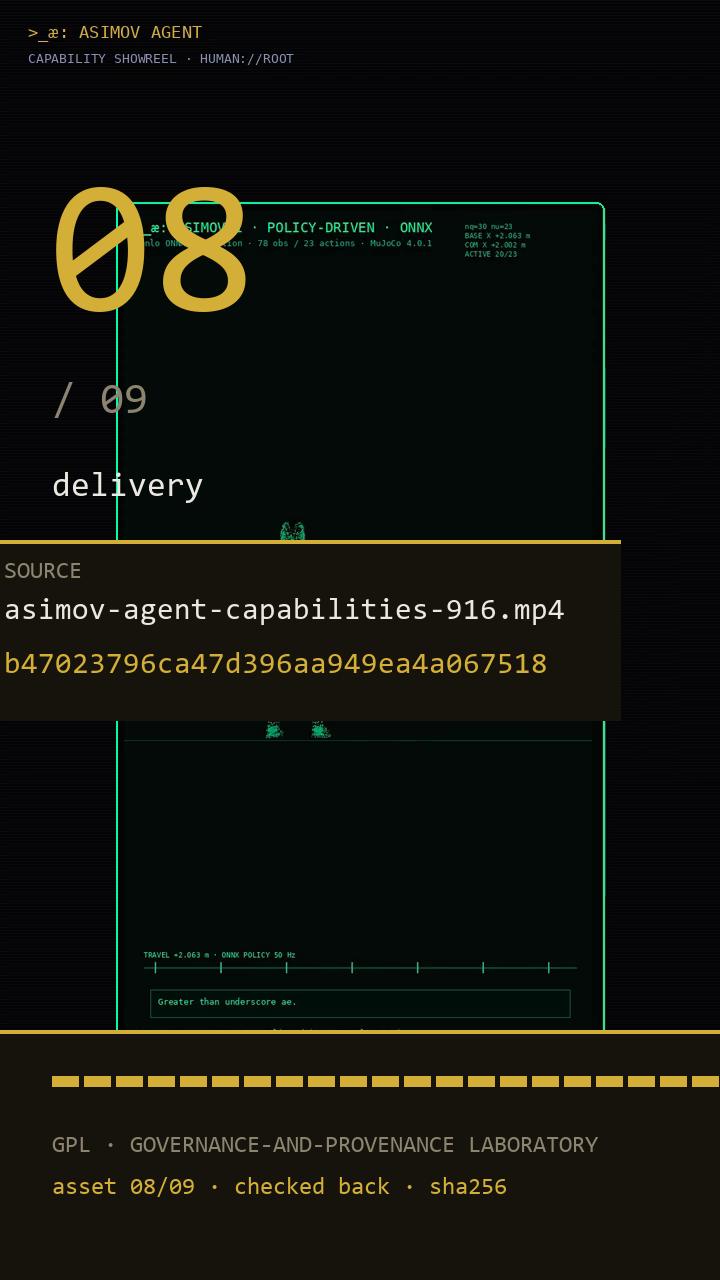 >_æ: ASIMOV AGENT
CAPABILITY SHOWREEL · HUMAN://ROOT
08
· POLICY-DRIVEN · ONNX
· 78 obs / 23 actions · MuJoCo 4.0.1
nq=30 nu=23
BASE X +2.063 m
COM X +2.002 m
ACTIVE 20/23
/ 09
delivery
SOURCE
asimov-agent-capabilities-916.mp4
b47023796ca47d396aa949ea4a067518
TRAVEL +2.063 m · ONNX POLICY 50 Hz
Greater than underscore ae.
GPL · GOVERNANCE-AND-PROVENANCE LABORATORY
asset 08/09 · checked back · sha256